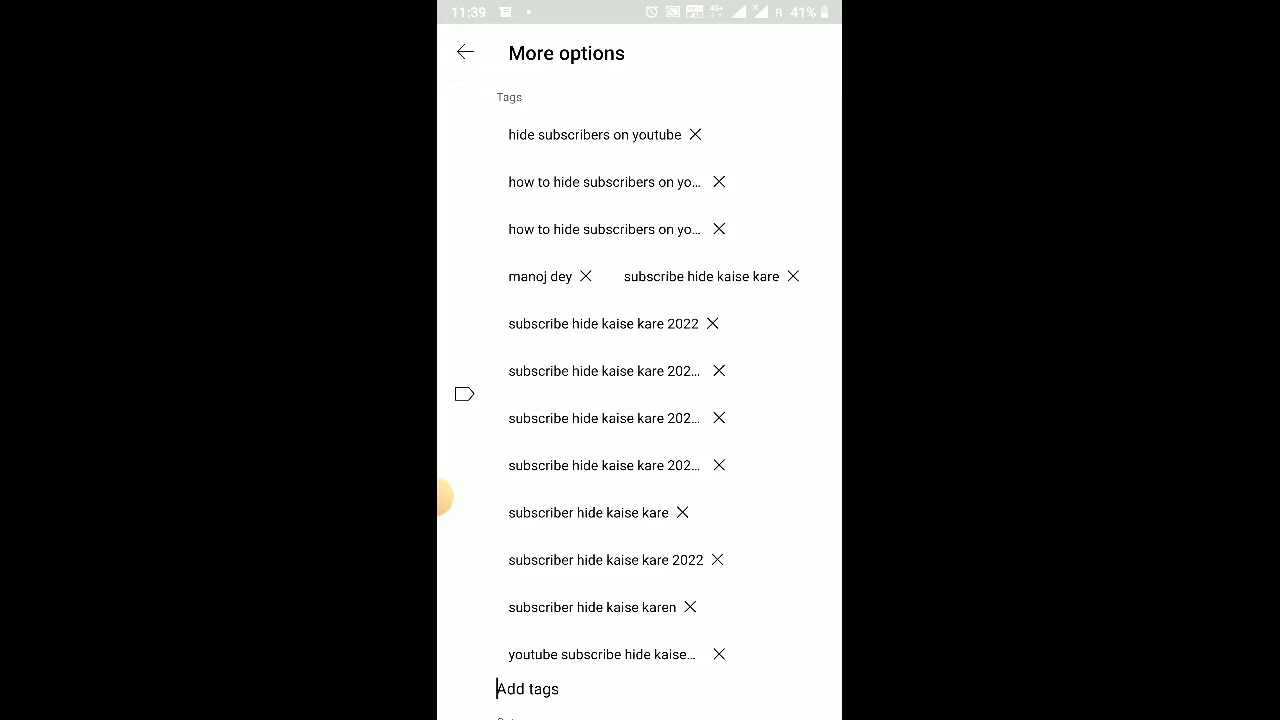 11:39 4G+ R 41%
More options
Tags
hide subscribers on youtube
how to hide subscribers on yo...
how to hide subscribers on yo...
manoj dey subscribe hide kaise kare
subscribe hide kaise kare 2022
subscribe hide kaise kare 202...
subscribe hide kaise kare 202...
subscribe hide kaise kare 202...
subscriber hide kaise kare
subscriber hide kaise kare 2022
subscriber hide kaise karen
youtube subscribe hide kaise...
Add tags